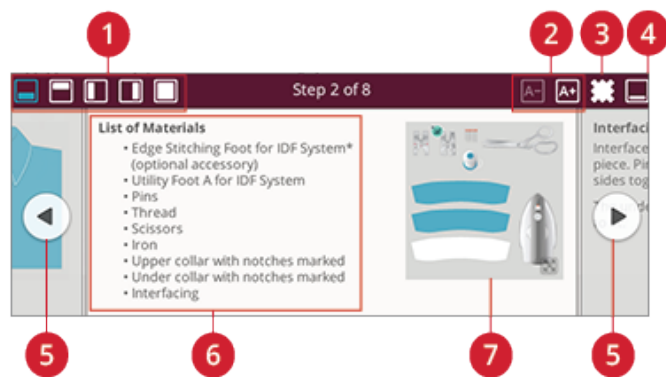 1
2
3
4
A-
A+
Step 2 of 8
List of Materials
• Edge Stitching Foot for IDF System*
(optional accessory)
• Utility Foot A for IDF System
• Pins
• Thread
• Scissors
• Iron
• Upper collar with notches marked
• Under collar with notches marked
• Interfacing
Interfaci
Interface
piece. Pi
sides tog
5
6
7
5